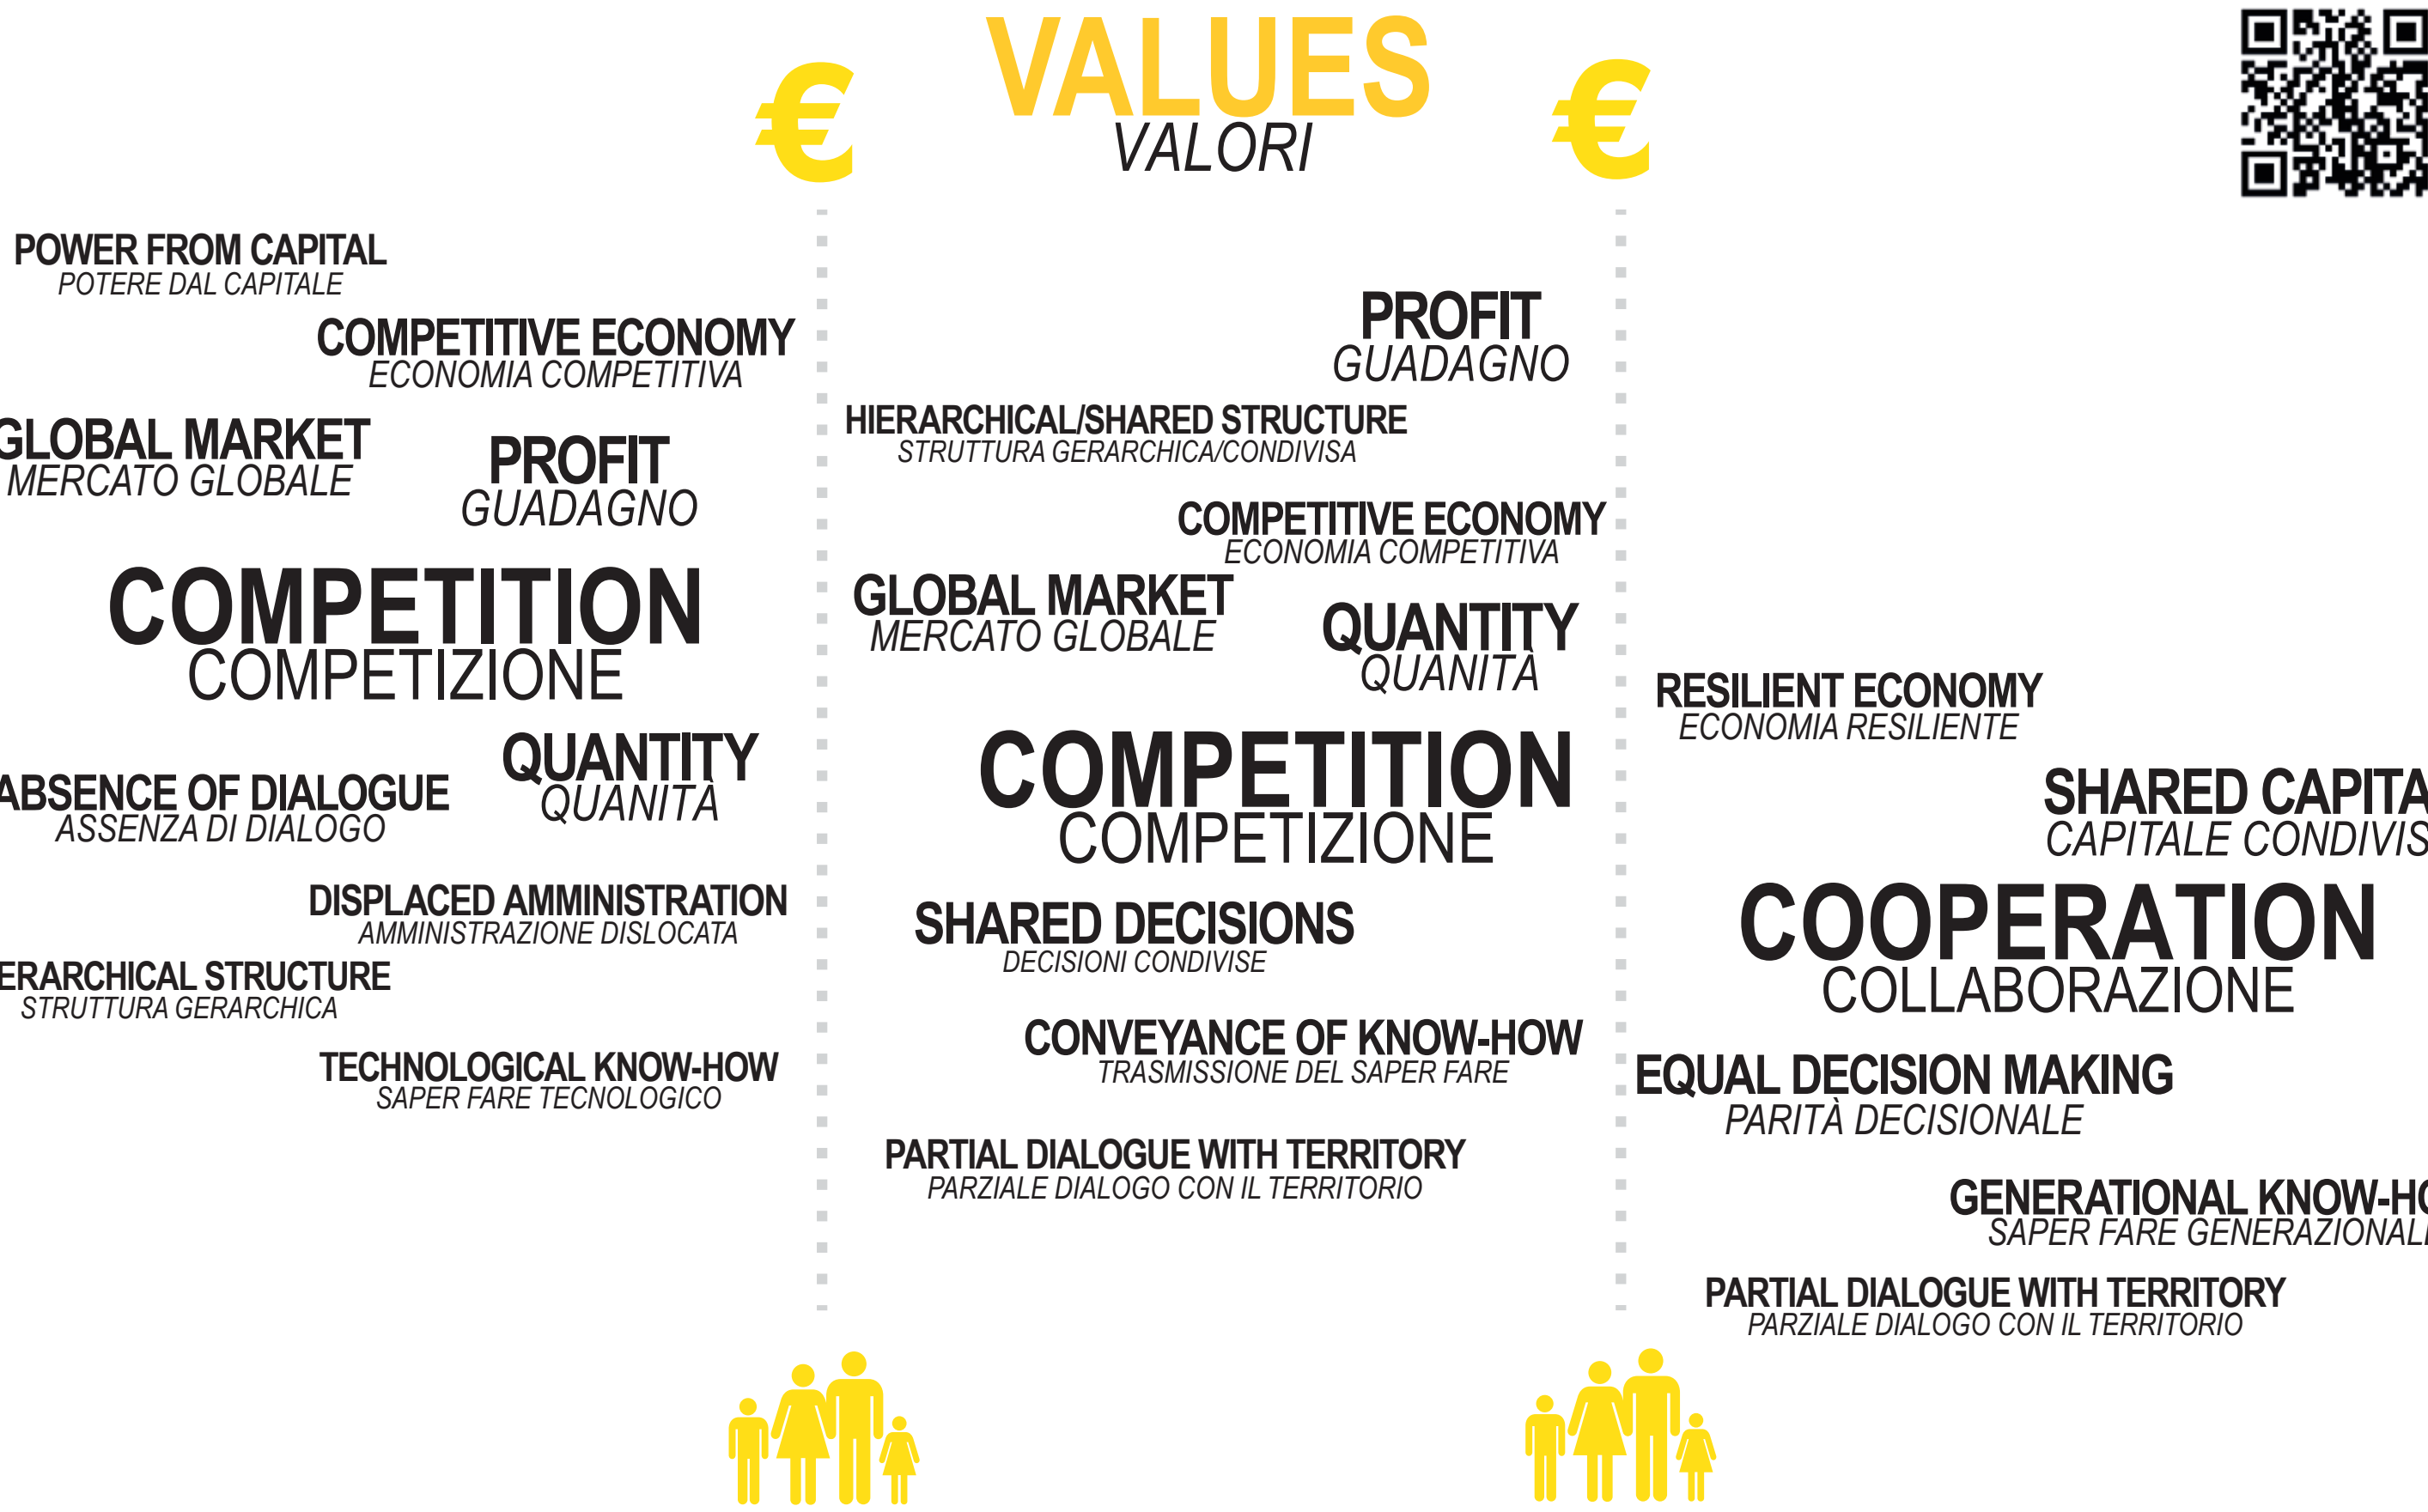 VALUES
VALORI
€
€
POWER FROM CAPITAL
POTERE DAL CAPITALE
COMPETITIVE ECONOMY
ECONOMIA COMPETITIVA
GLOBAL MARKET
MERCATO GLOBALE
PROFIT
GUADAGNO
COMPETITION
COMPETIZIONE
QUANTITY
QUANITÀ
ABSENCE OF DIALOGUE
ASSENZA DI DIALOGO
DISPLACED AMMINISTRATION
AMMINISTRAZIONE DISLOCATA
ERARCHICAL STRUCTURE
STRUTTURA GERARCHICA
TECHNOLOGICAL KNOW-HOW
SAPER FARE TECNOLOGICO
PROFIT
GUADAGNO
HIERARCHICAL/SHARED STRUCTURE
STRUTTURA GERARCHICA/CONDIVISA
COMPETITIVE ECONOMY
ECONOMIA COMPETITIVA
GLOBAL MARKET
MERCATO GLOBALE
QUANTITY
QUANITÀ
COMPETITION
COMPETIZIONE
SHARED DECISIONS
DECISIONI CONDIVISE
CONVEYANCE OF KNOW-HOW
TRASMISSIONE DEL SAPER FARE
PARTIAL DIALOGUE WITH TERRITORY
PARZIALE DIALOGO CON IL TERRITORIO
RESILIENT ECONOMY
ECONOMIA RESILIENTE
SHARED CAPITA
CAPITALE CONDIVIS
COOPERATION
COLLABORAZIONE
EQUAL DECISION MAKING
PARITÀ DECISIONALE
GENERATIONAL KNOW-HO
SAPER FARE GENERAZIONALE
PARTIAL DIALOGUE WITH TERRITORY
PARZIALE DIALOGO CON IL TERRITORIO